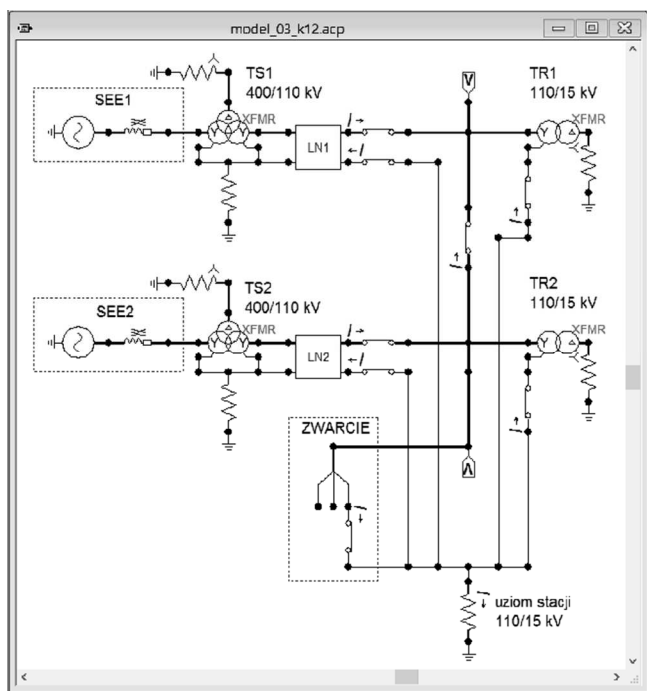 model_03_k12.acp
TS1
400/110 kV
TR1
110/15 kV
SEE1
XFMR
XFMR
Y
Y
Y
I
LN1
I
I
V
I
TS2
400/110 kV
TR2
110/15 kV
SEE2
XFMR
XFMR
Y
Y
Y
I
LN2
I
I
ZWARCIE
I
V
I
uziom stacji
110/15 kV